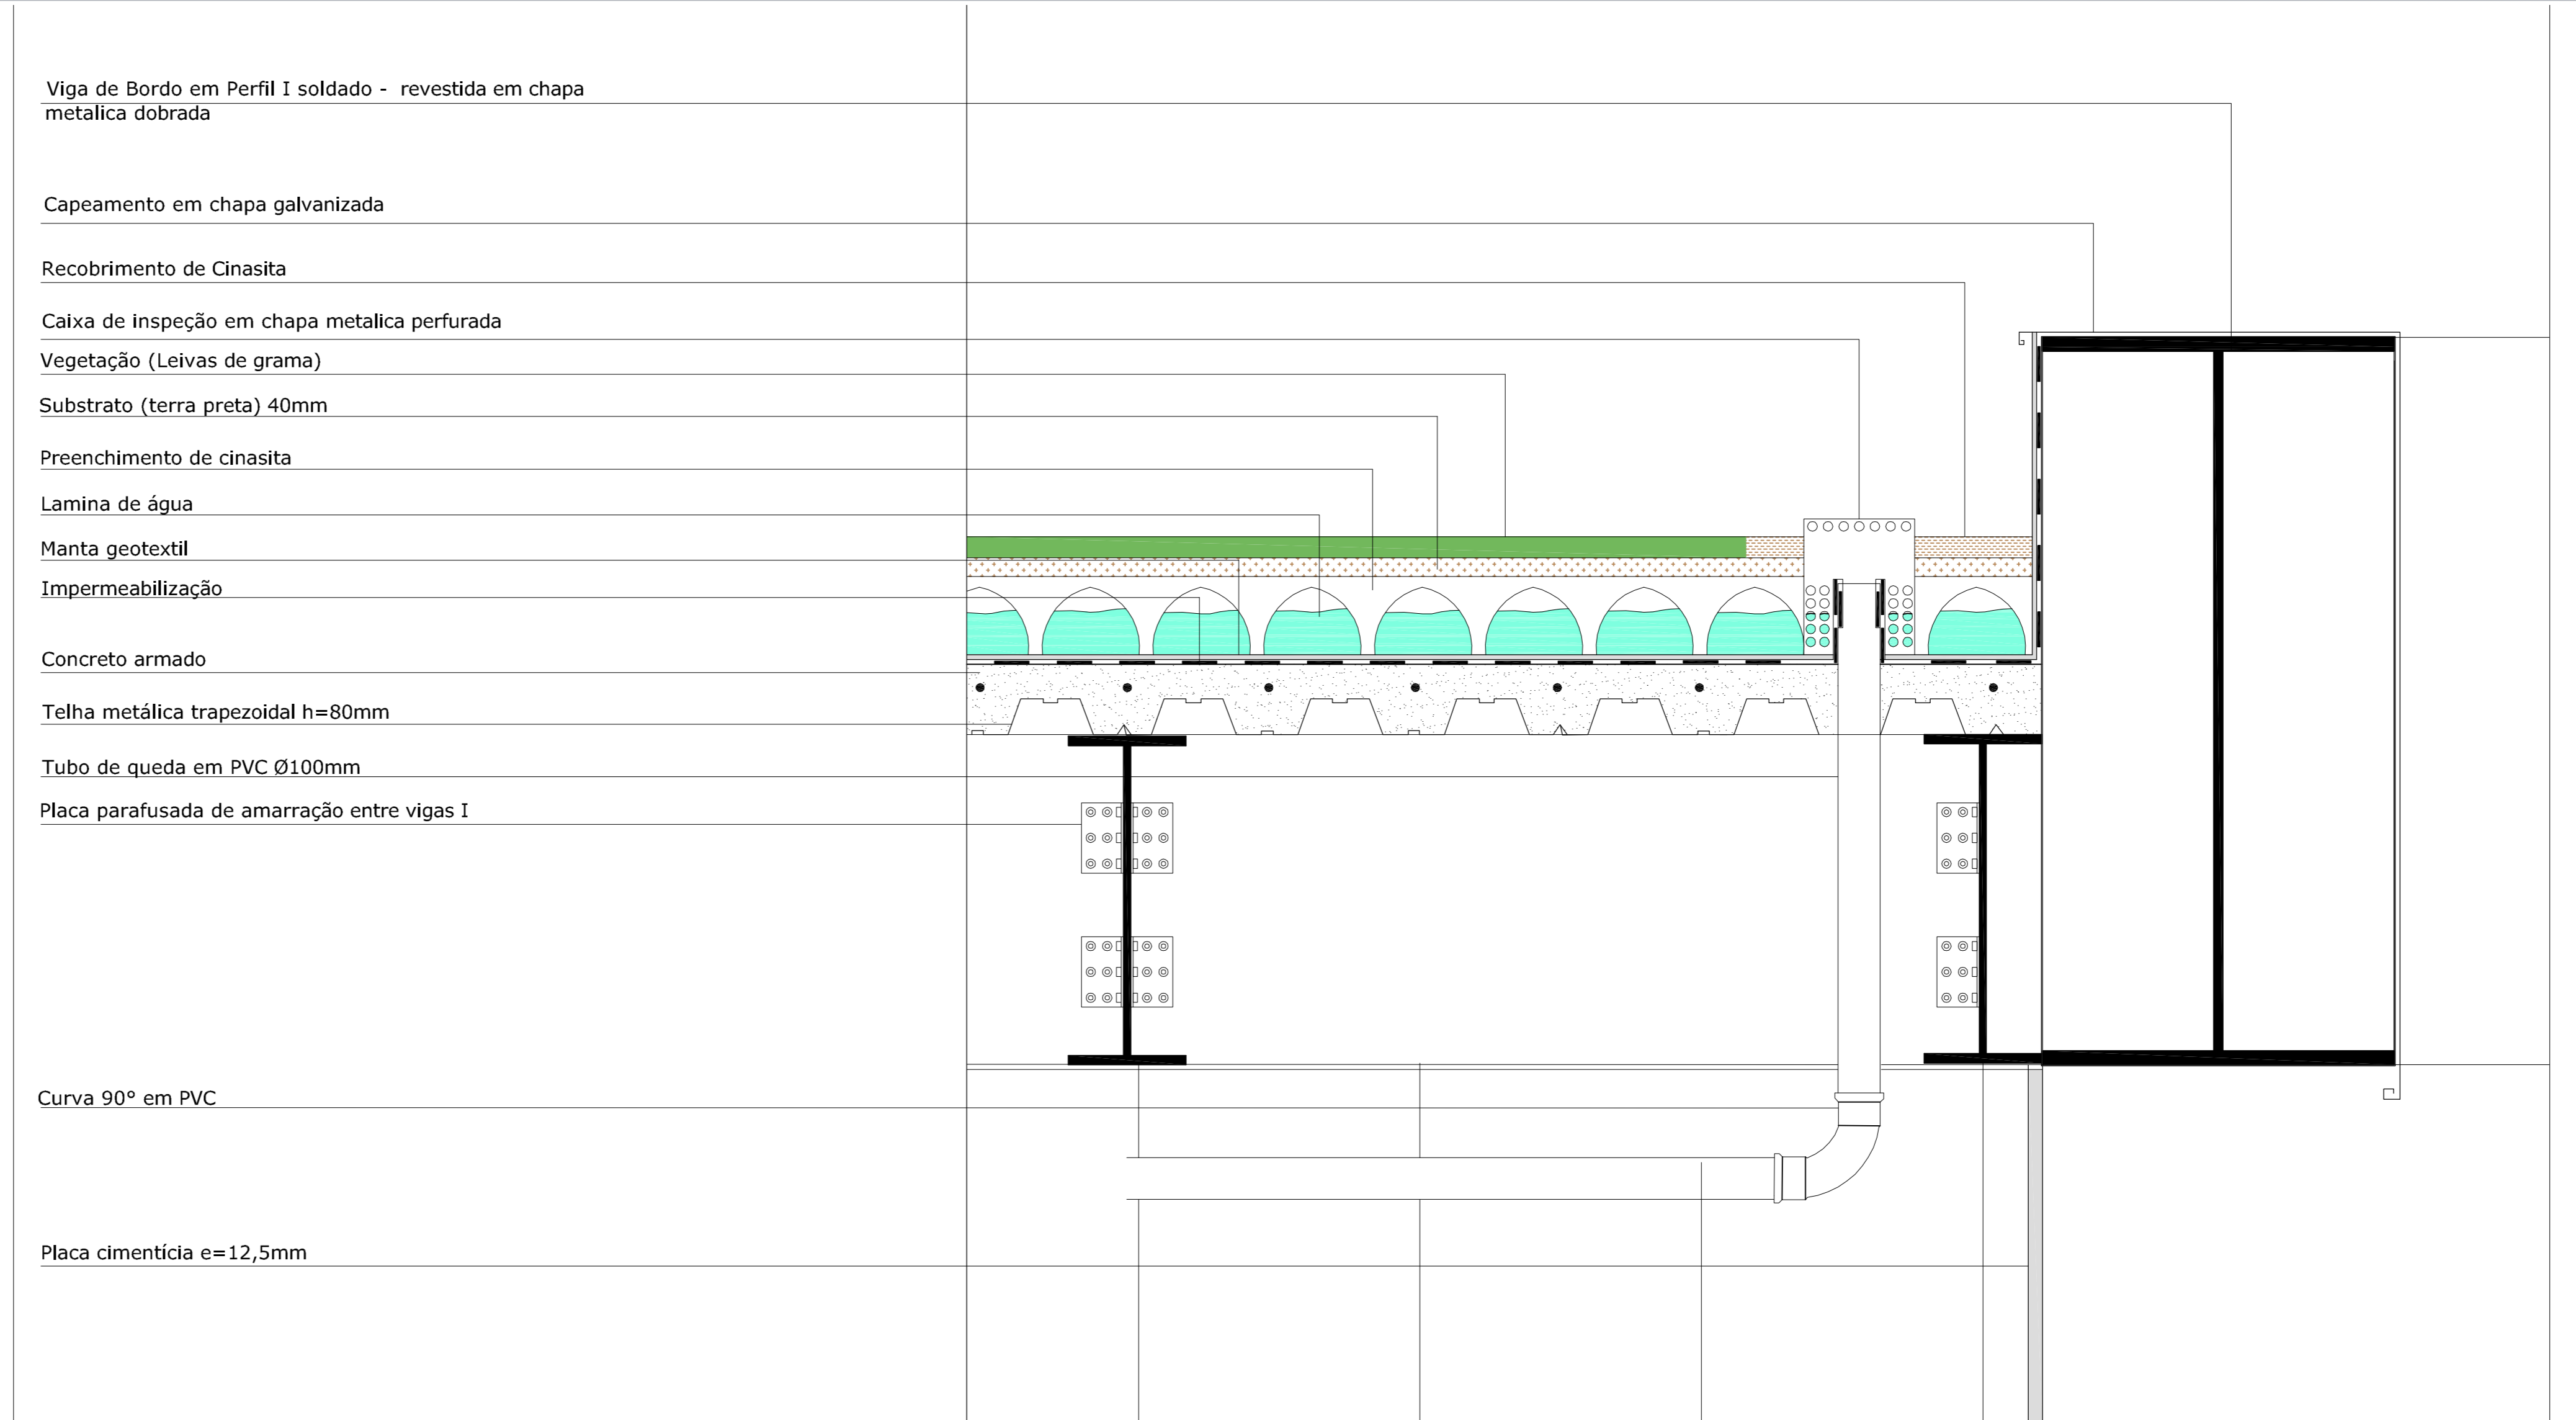 Viga de Bordo em Perfil I soldado - revestida em chapa
metalica dobrada
Capeamento em chapa galvanizada
Recobrimento de Cinasita
Caixa de inspeção em chapa metalica perfurada
Vegetação (Leivas de grama)
Substrato (terra preta) 40mm
Preenchimento de cinasita
Lamina de água
Manta geotextil
Impermeabilização
Concreto armado
Telha metálica trapezoidal h=80mm
Tubo de queda em PVC Ø100mm
Placa parafusada de amarração entre vigas I
Curva 90° em PVC
Placa cimentícia e=12,5mm